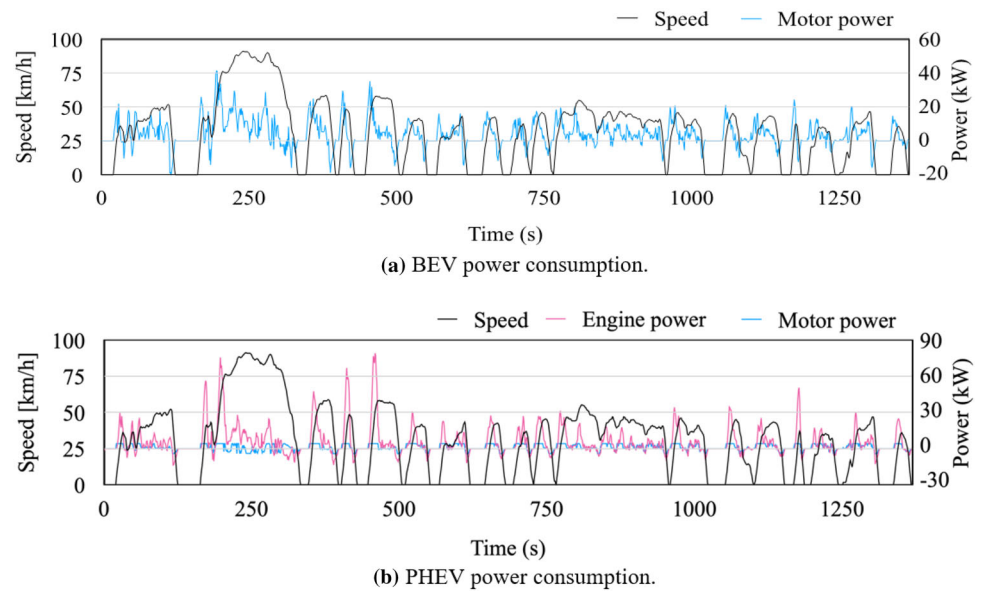 Speed Motor power
100 60
75 40
50 20
25 0
0 -20
Speed [km/h]
Power (kW)
0 250 500 750 1000 1250
Time (s)
(a) BEV power consumption.
Speed Engine power Motor power
100 90
75 60
50 30
25 0
0 -30
Speed [km/h]
Power (kW)
0 250 500 750 1000 1250
Time (s)
(b) PHEV power consumption.